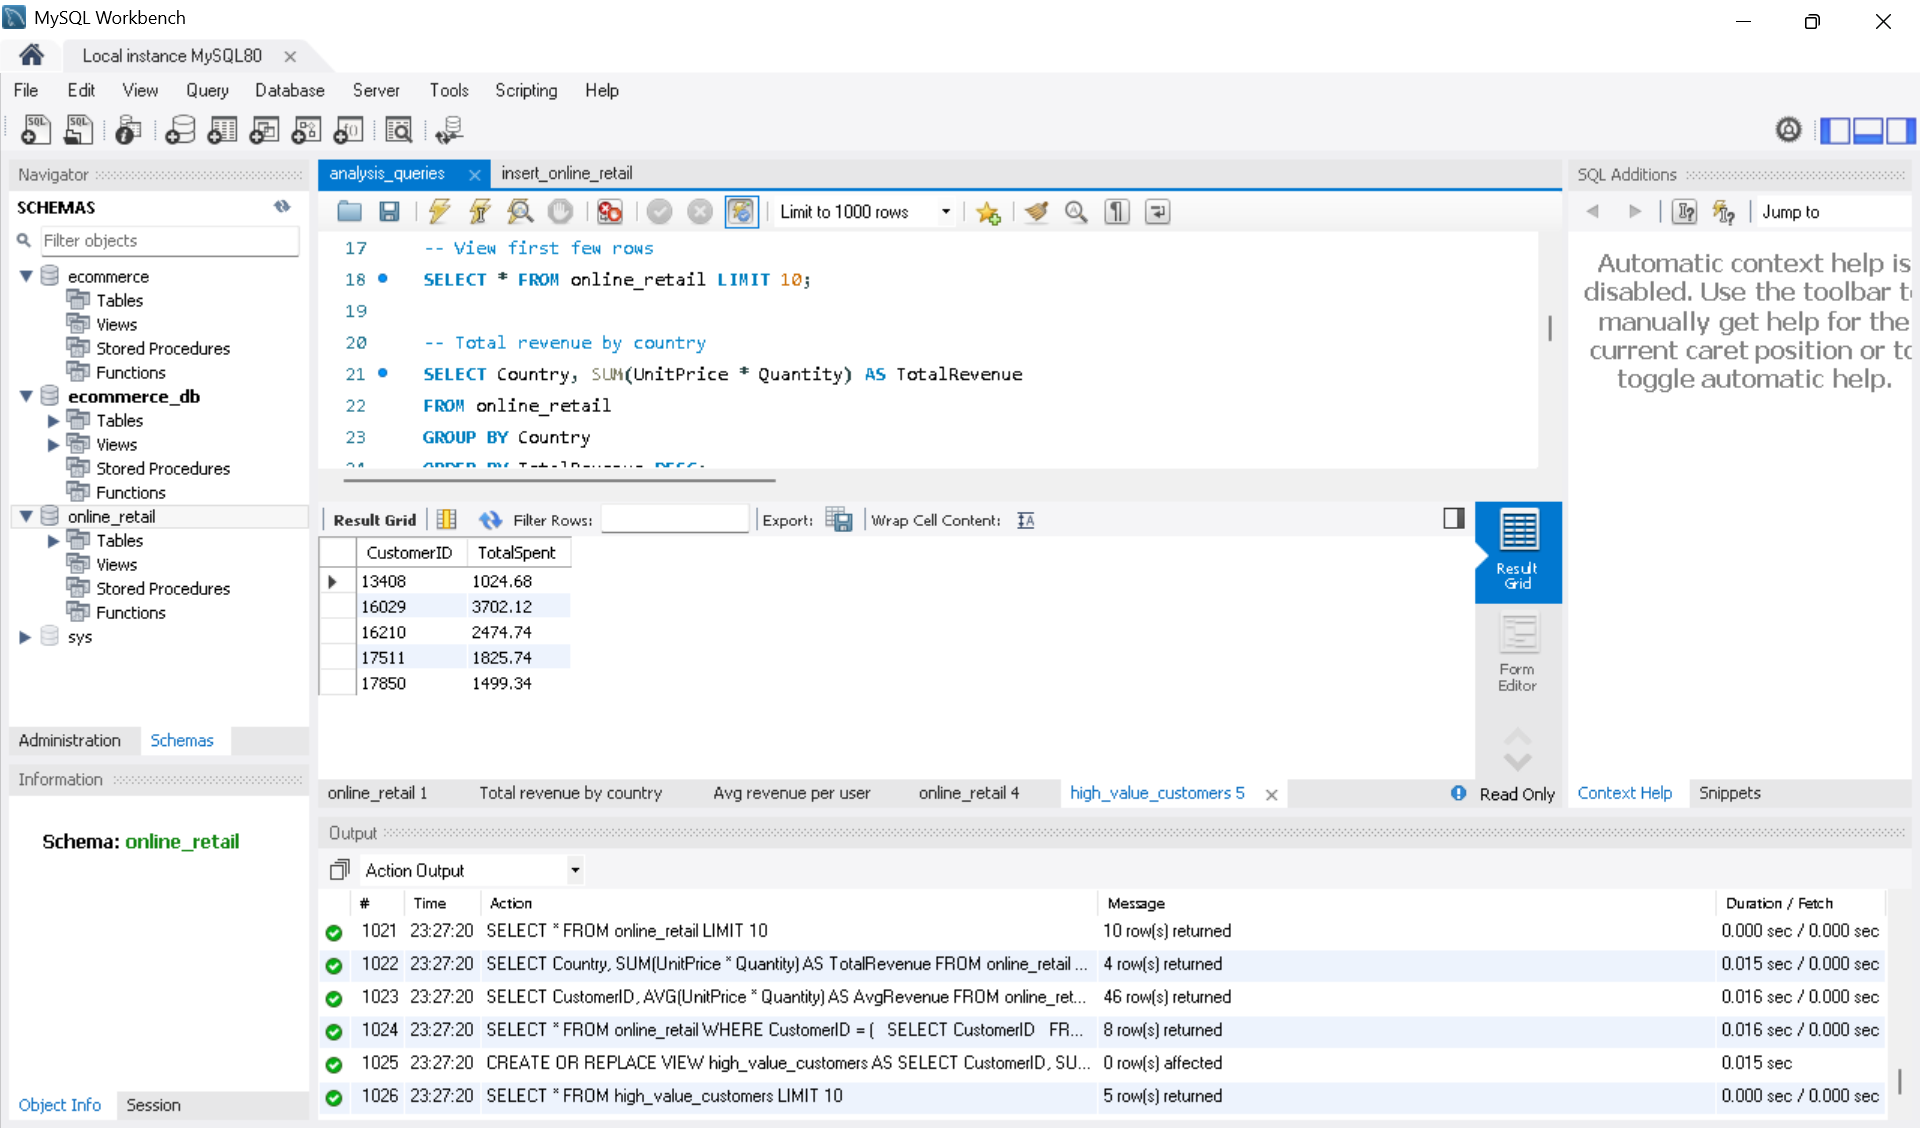 MySQL Workbench
Local instance MySQL80
File Edit View Query Database Server Tools Scripting Help
Navigator
SCHEMAS
Filter objects
ecommerce
Tables
Views
Stored Procedures
Functions
ecommerce_db
Tables
Views
Stored Procedures
Functions
online_retail
Tables
Views
Stored Procedures
Functions
sys
Administration Schemas
Information
Schema: online_retail
Object Info Session
analysis_queries insert_online_retail
Limit to 1000 rows
17 -- View first few rows
18 SELECT * FROM online_retail LIMIT 10;
19
20 -- Total revenue by country
21 SELECT Country, SUM(UnitPrice * Quantity) AS TotalRevenue
22 FROM online_retail
23 GROUP BY Country
24 ORDER BY TotalRevenue DESC;
Result Grid Filter Rows: Export: Wrap Cell Content:
CustomerID TotalSpent
13408 1024.68
16029 3702.12
16210 2474.74
17511 1825.74
17850 1499.34
Result
Grid
Form
Editor
online_retail 1 Total revenue by country Avg revenue per user online_retail 4 high_value_customers 5 Read Only
SQL Additions
Jump to
Automatic context help is
disabled. Use the toolbar
manually get help for the
current caret position or
toggle automatic help.
Context Help Snippets
Output
Action Output
# Time Action Message Duration / Fetch
1021 23:27:20 SELECT * FROM online_retail LIMIT 10 10 row(s) returned 0.000 sec / 0.000 sec
1022 23:27:20 SELECT Country, SUM(UnitPrice * Quantity) AS TotalRevenue FROM online_retail ... 4 row(s) returned 0.015 sec / 0.000 sec
1023 23:27:20 SELECT CustomerID, AVG(UnitPrice * Quantity) AS AvgRevenue FROM online_ret... 46 row(s) returned 0.016 sec / 0.000 sec
1024 23:27:20 SELECT * FROM online_retail WHERE CustomerID = ( SELECT CustomerID FR... 8 row(s) returned 0.016 sec / 0.000 sec
1025 23:27:20 CREATE OR REPLACE VIEW high_value_customers AS SELECT CustomerID, SU... 0 row(s) affected 0.015 sec
1026 23:27:20 SELECT * FROM high_value_customers LIMIT 10 5 row(s) returned 0.000 sec / 0.000 sec